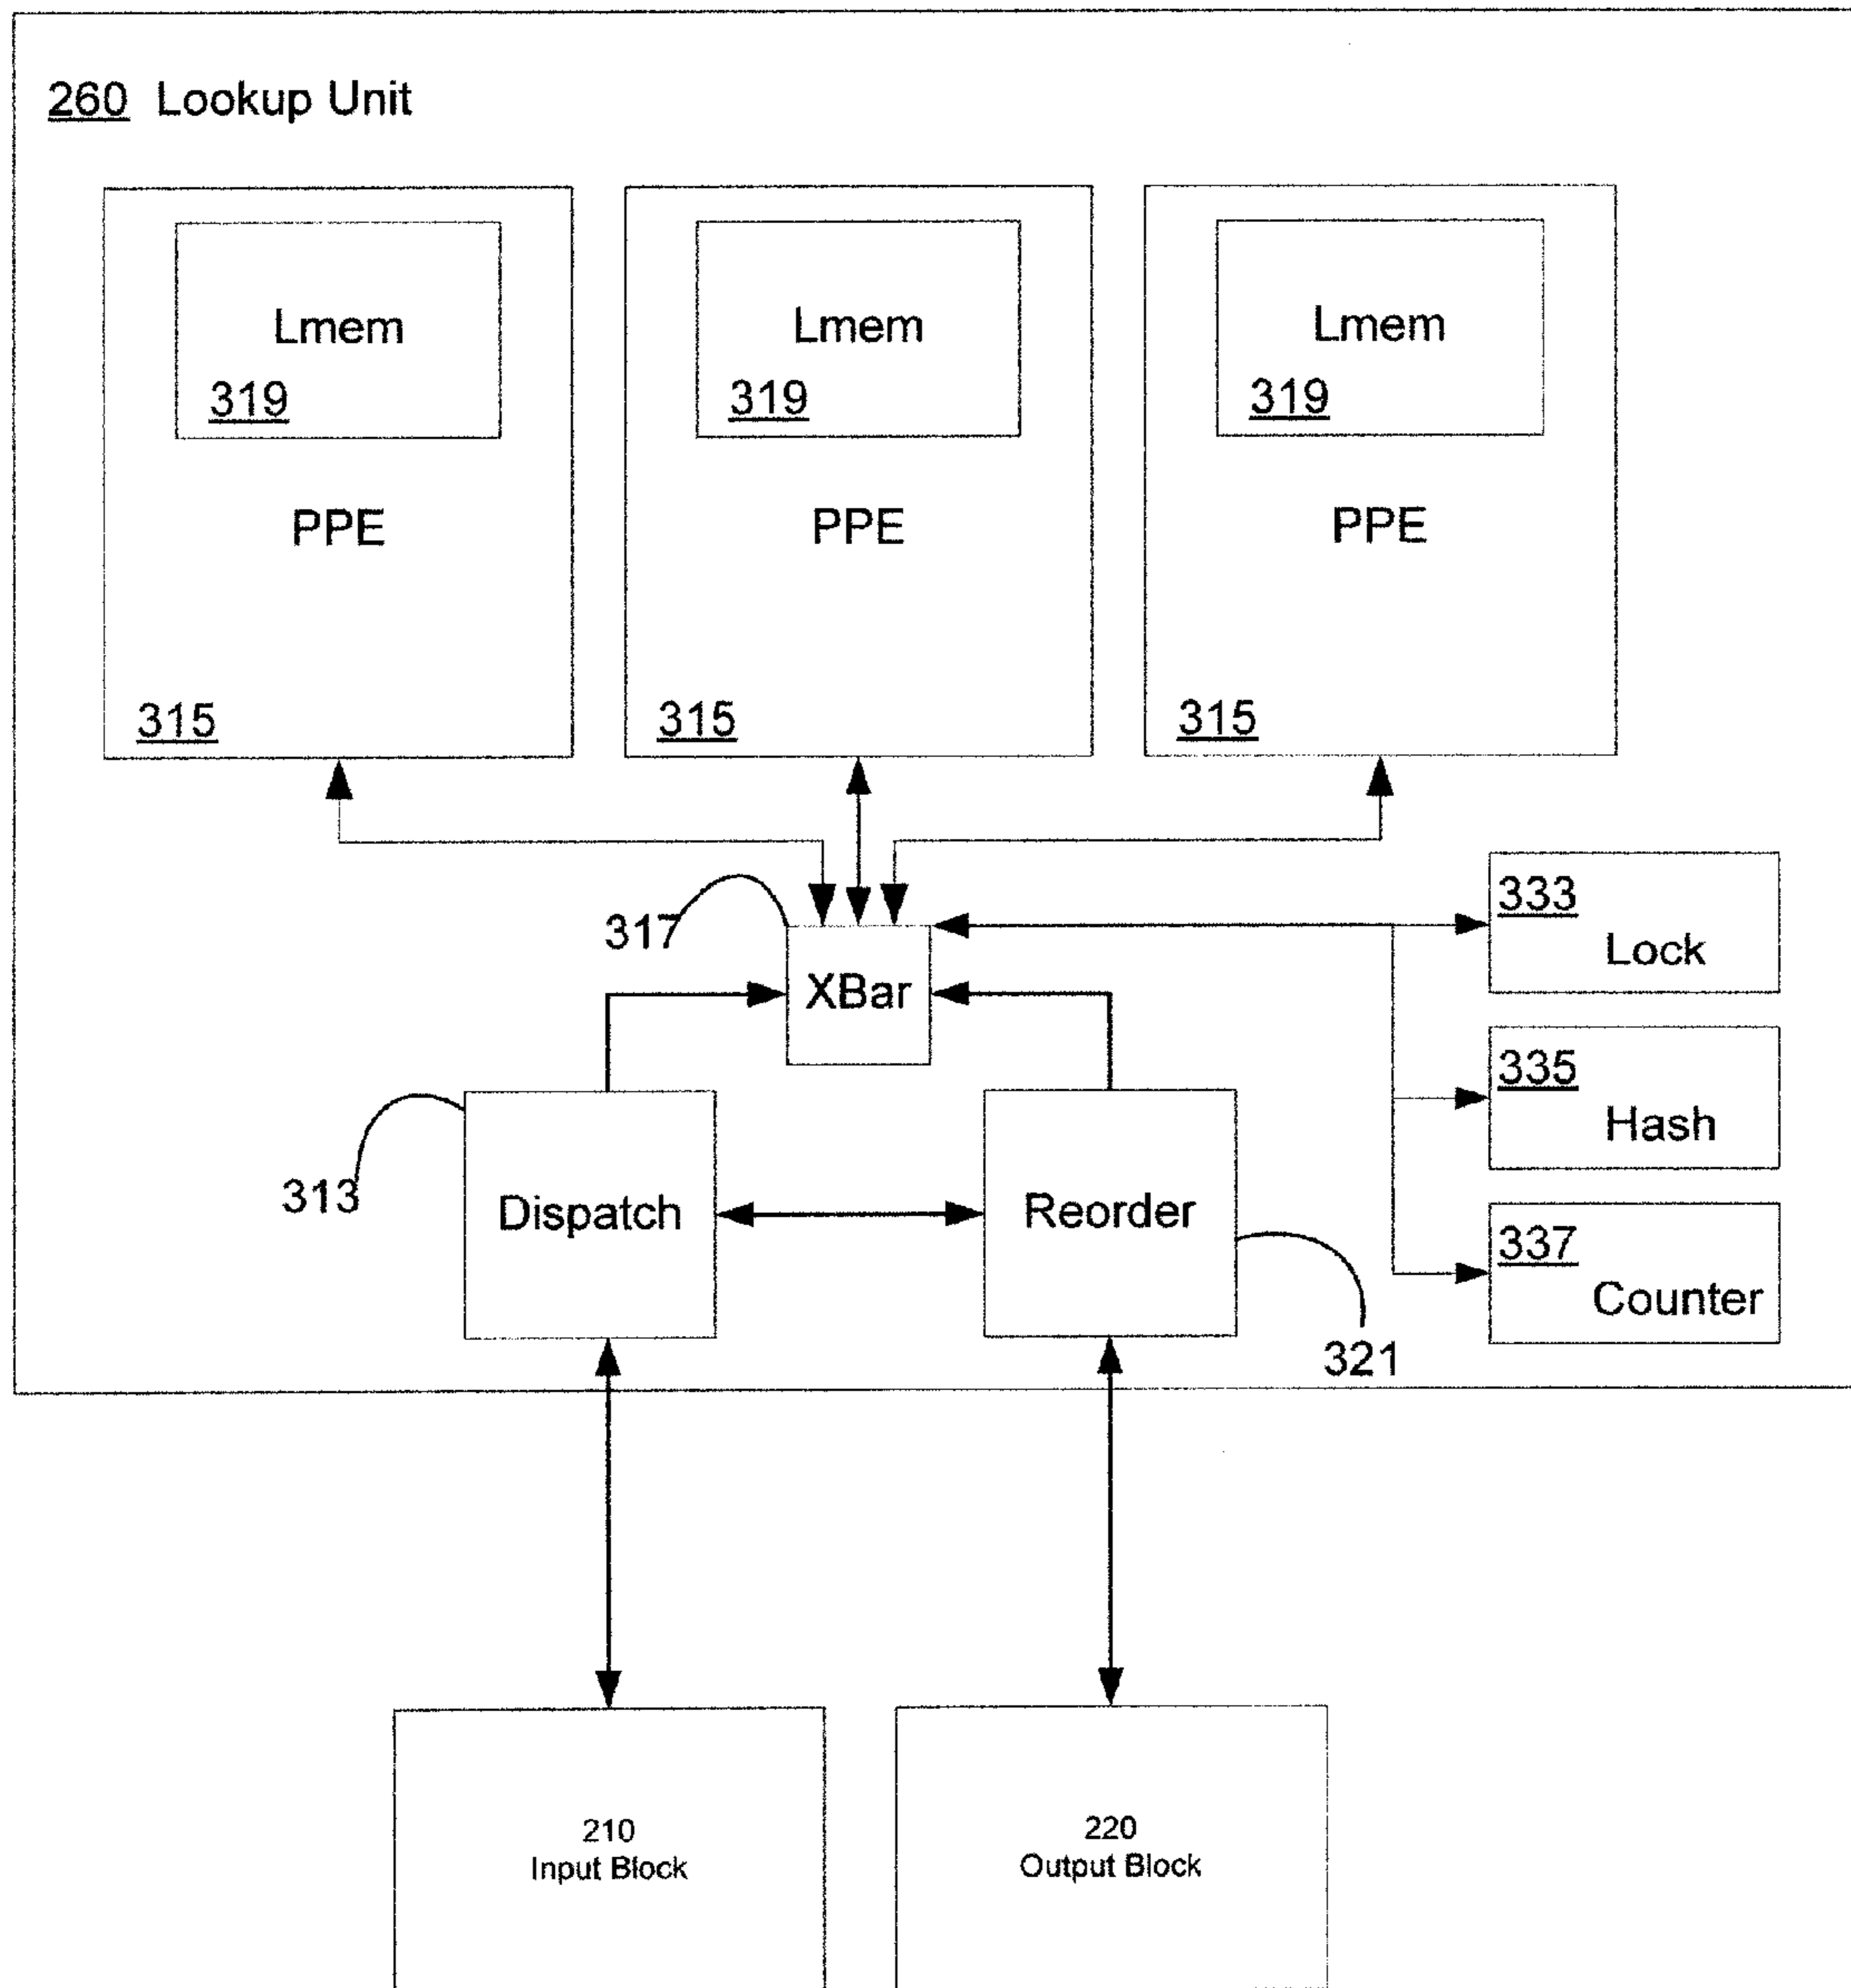 260 Lookup Unit
Lmem
319
PPE
315
Lmem
319
PPE
315
Lmem
319
PPE
315
317
XBar
333
Lock
335
Hash
337
Counter
313
Dispatch
Reorder
321
210
Input Block
220
Output Block